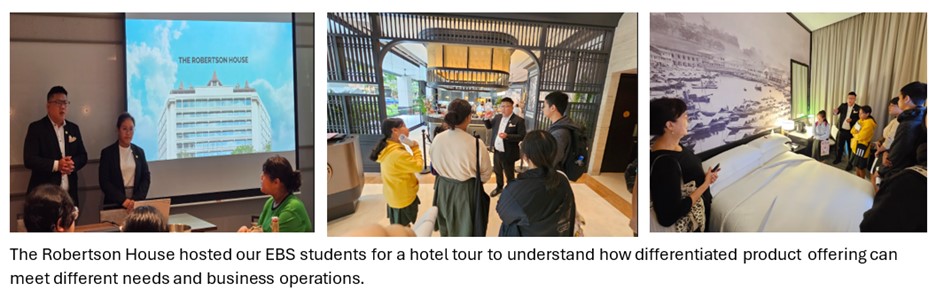 THE ROBERTSON HOUSE
The Robertson House hosted our EBS students for a hotel tour to understand how differentiated product offering can
meet different needs and business operations.